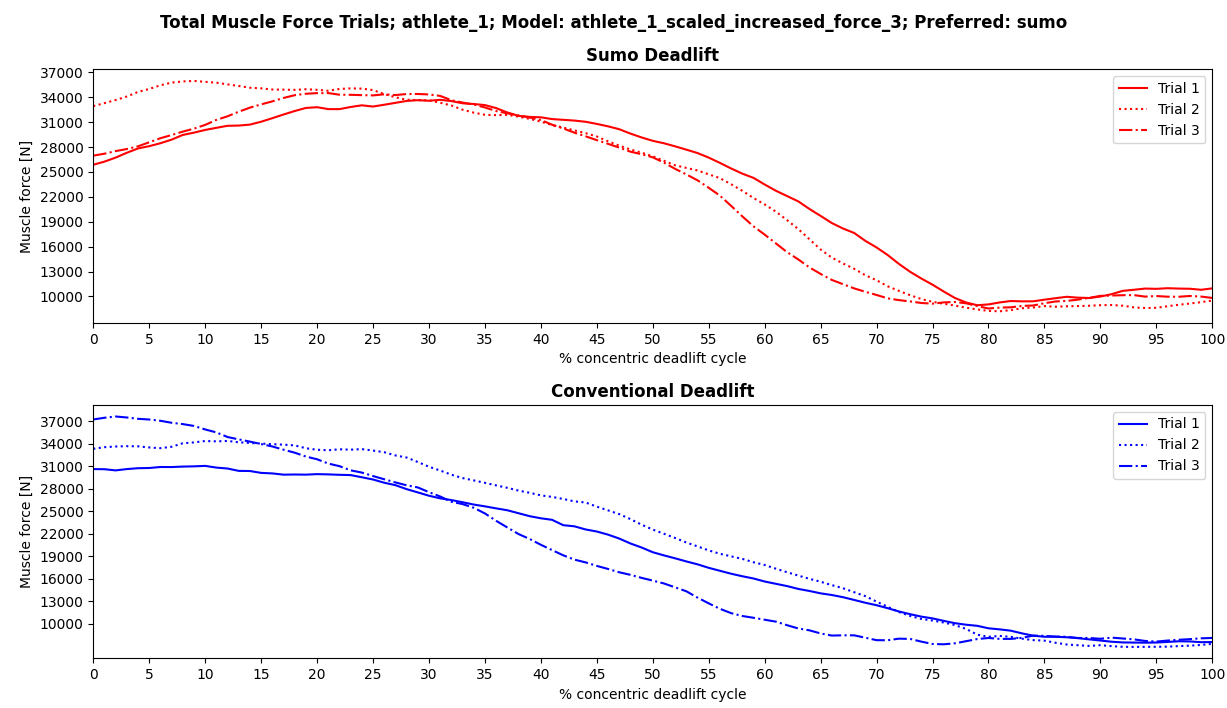 Total Muscle Force Trials; athlete_1; Model: athlete_1_scaled_increased_force_3; Preferred: sumo
Sumo Deadlift
37000
34000
31000
28000
25000
22000
19000
16000
13000
10000
Muscle force [N]
Trial 1
Trial 2
Trial 3
0 5 10 15 20 25 30 35 40 45 50 55 60 65 70 75 80 85 90 95 100
% concentric deadlift cycle
Conventional Deadlift
37000
34000
31000
28000
25000
22000
19000
16000
13000
10000
Muscle force [N]
Trial 1
Trial 2
Trial 3
0 5 10 15 20 25 30 35 40 45 50 55 60 65 70 75 80 85 90 95 100
% concentric deadlift cycle